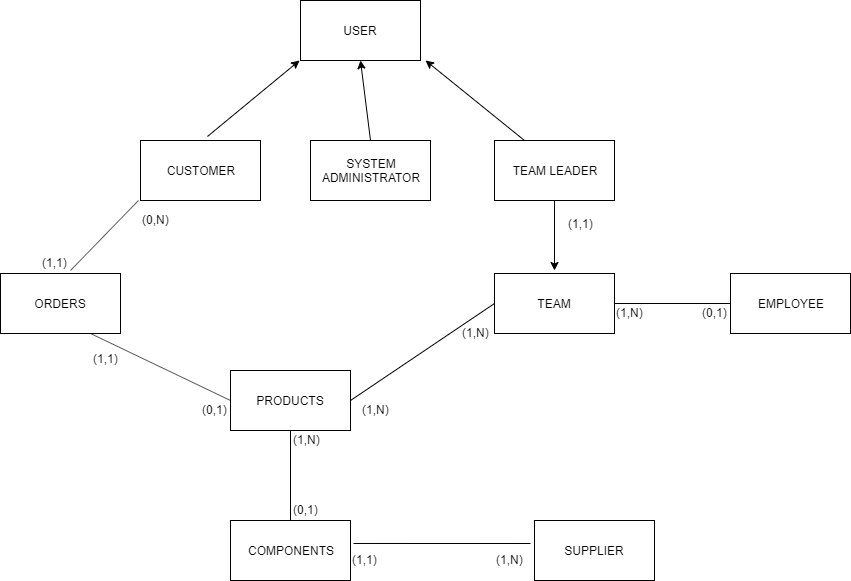 USER
CUSTOMER
SYSTEM
ADMINISTRATOR
TEAM LEADER
(0,N)
(1,1)
(1,1)
ORDERS
TEAM
EMPLOYEE
(1,N)
(0,1)
(1,N)
(1,1)
PRODUCTS
(0,1)
(1,N)
(1,N)
(0,1)
COMPONENTS
SUPPLIER
(1,1)
(1,N)